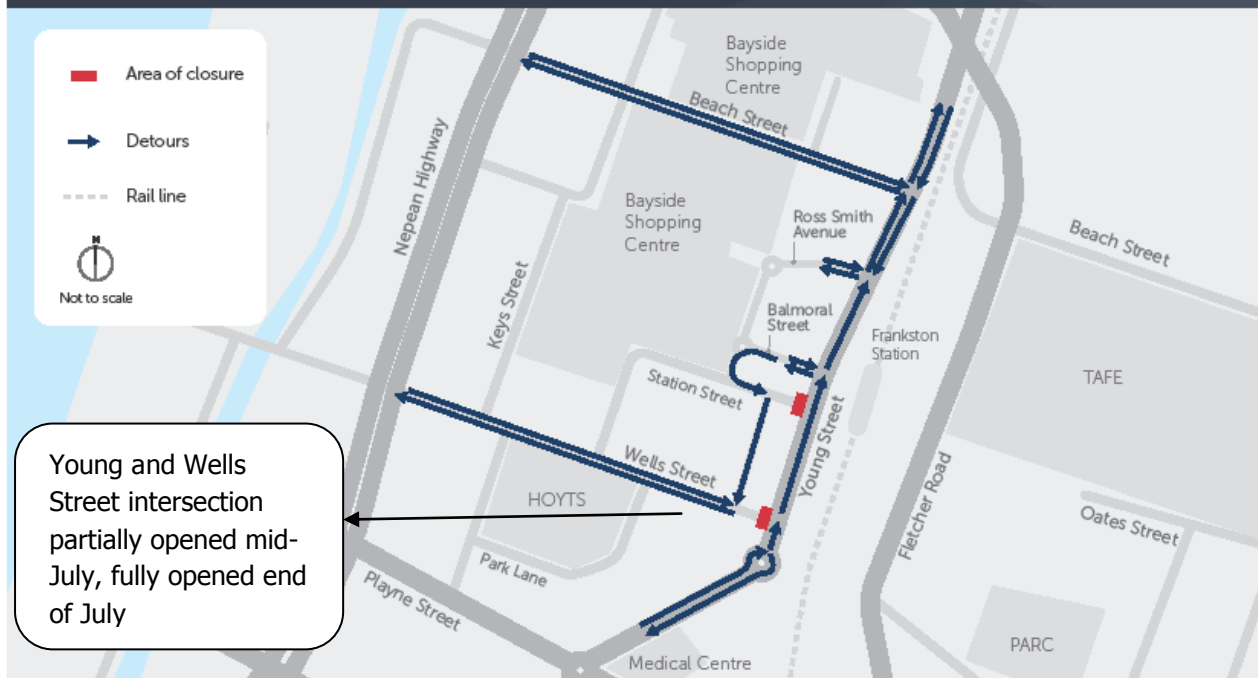 Area of closure
Detours
Rail line
N
Not to scale
Bayside
Shopping
Centre
Beach Street
Nepean Highway
Bayside
Shopping
Centre
Ross Smith
Avenue
Beach Street
Keys Street
Balmoral
Street
Frankston
Station
TAFE
Station Street
Young Street
Wells Street
HOYTS
Fletcher Road
Oates Street
Park Lane
Playne Street
PARC
Medical Centre
Young and Wells
Street intersection
partially opened mid-
July, fully opened end
of July